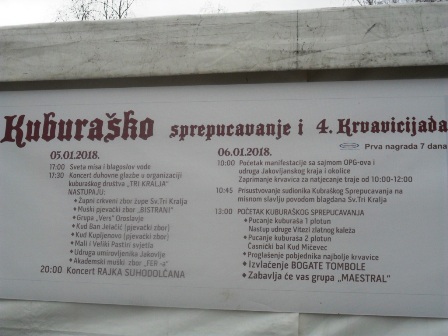 Kuburaško sprepucavanje i 4. Krvavicijada
Prva nagrada 7 dana
05.01.2018.
17:00 Sveta misa i blagoslov vode
17:30 Koncert duhovne glazbe u organizaciji
kuburaškog društva „TRI KRALJA"
NASTUPAJU:
• Župni crkveni zbor župe Sv.Tri Kralja
• Muški pjevački zbor „BISTRANI"
• Grupa „Vers" Oroslavje
• Kud Ban Jelačić (pjevački zbor)
• Kud Kupljenovo (pjevački zbor)
• Mali i Veliki Pastiri svjetlo
• Udruga umirovljenika Jakovlje
• Akademski muški zbor „FER -a"
20:00 Koncert RAJKA SUHODOLČANA
06.01.2018.
10:00 Početak manifestacije sa sajmom OPG-ova i
udruga Jakovljanskog kraja i okolice
Zaprimanje krvavica za natjecanje traje od 10:00-12:00
10:45 Prisustvovanje sudionika Kubraškog Sprepucavanja na
misnom slavlju povodom blagdana Sv.Tri Kralja
13:00 POČETAK KUBURAŠKOG SPREPUCAVANJA
• Pucanje kuburaša 1 plotun
Nastup udruge Vitezi zlatnog kaleža
• Pucanje kuburaša 2 plotun
Časnički bal Kud Mićevec
• Proglašenje pobjednika najbolje krvavice
• Izvlačenje BOGATE TOMBOLE
• Zabavlja će vas grupa „MAESTRAL"